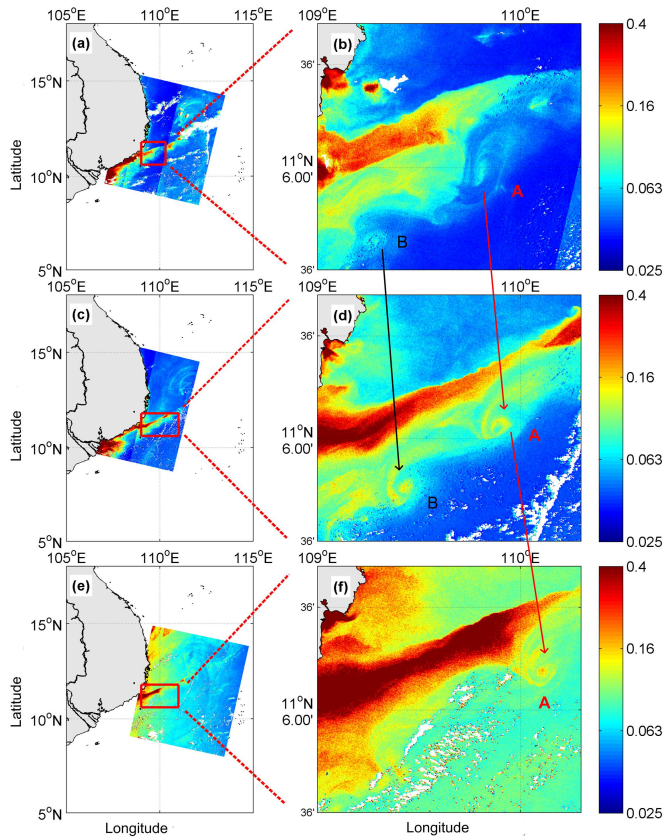 105°E 110°E 115°E
109°E 110°E
(a)
(b)
15°N
10°N
5°N
Latitude
36'
11°N
6.00'
36'
A
B
0.4
0.16
0.063
0.025
105°E 110°E 115°E
109°E 110°E
(c)
(d)
15°N
10°N
5°N
Latitude
36'
11°N
6.00'
36'
A
B
0.4
0.16
0.063
0.025
105°E 110°E 115°E
109°E 110°E
(e)
(f)
15°N
10°N
5°N
Latitude
36'
11°N
6.00'
36'
A
0.4
0.16
0.063
0.025
Longitude
Longitude